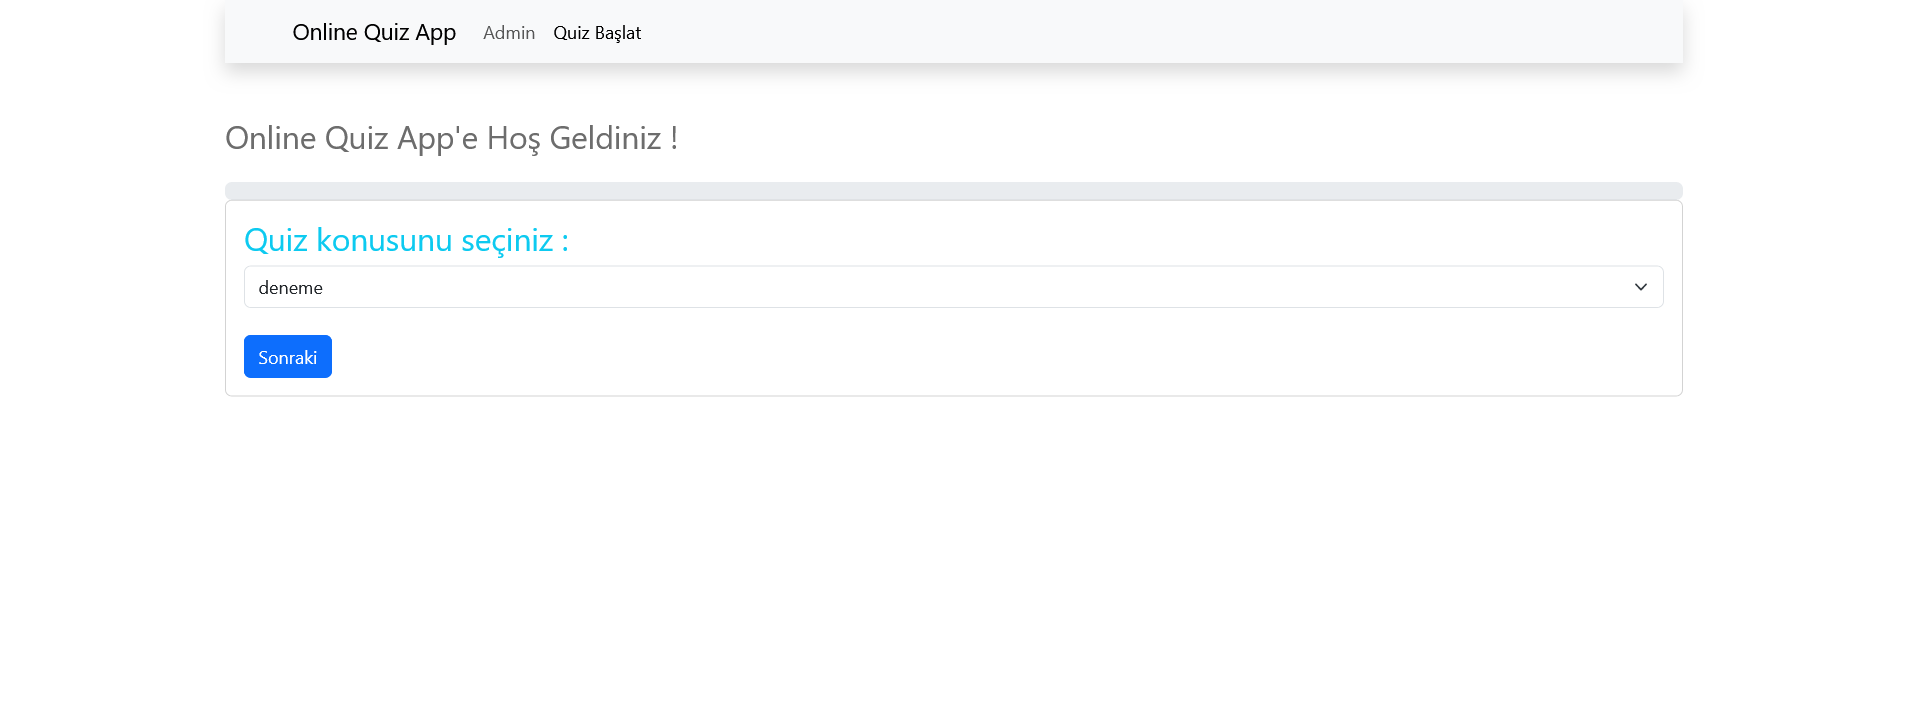 Online Quiz App Admin Quiz Başlat
Online Quiz App'e Hoş Geldiniz !
Quiz konusunu seçiniz :
deneme
Sonraki